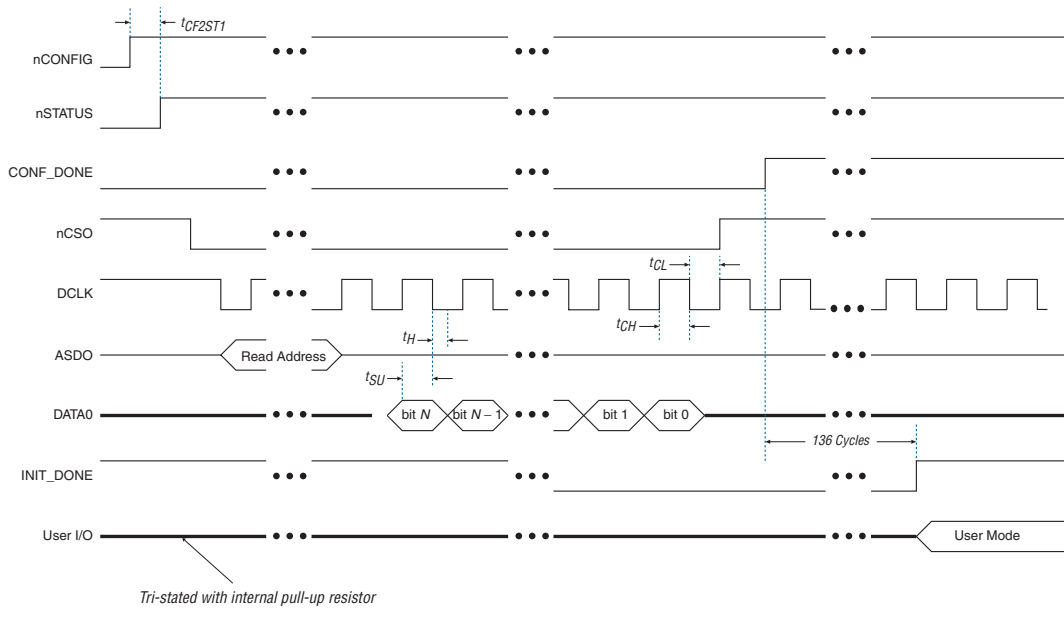 tCF2ST1
nCONFIG
nSTATUS
CONF_DONE
nCSO
tCL
DCLK
tCH
tH
ASDO
Read Address
tSU
DATA0
bit N
bit N – 1
bit 1
bit 0
136 Cycles
INIT_DONE
User I/O
User Mode
Tri-stated with internal pull-up resistor